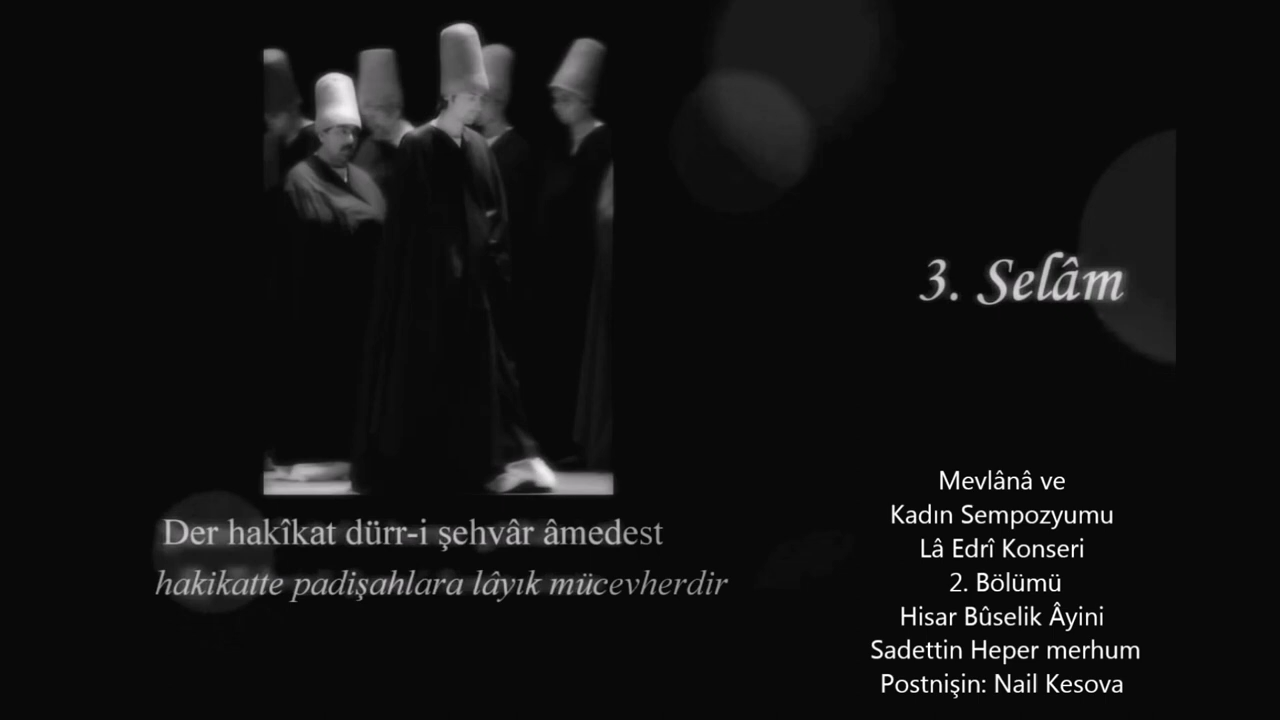 3. Selâm
Der hakîkat dürr-i şehvâr âmedest
hakikatte padişahlara lâyık mücevherdir
Mevlânâ ve
Kadın Sempozyumu
Lâ Edrî Konseri
2. Bölümü
Hisar Bûselik Âyini
Sadettin Heper merhum
Postnişin: Nail Kesova